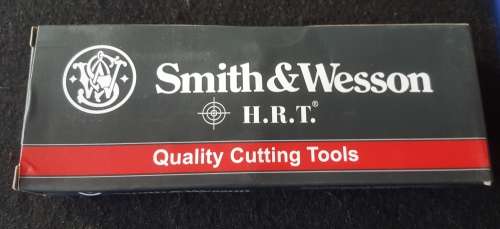 Smith&Wesson
H.R.T.®
Quality Cutting Tools